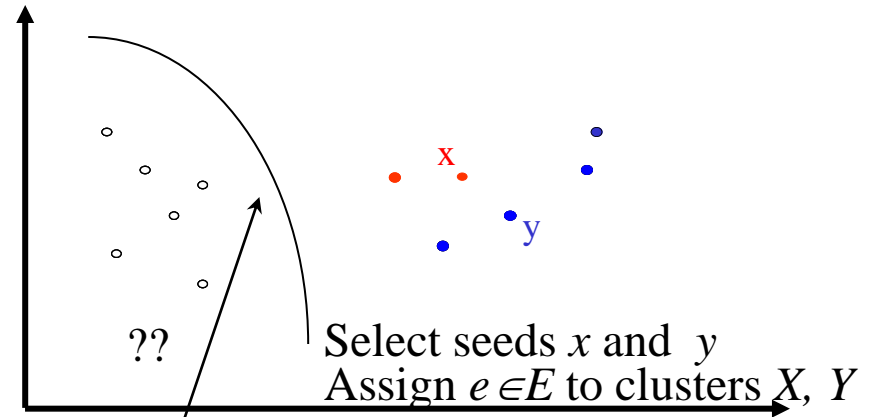 x
y
??
Select seeds x and y
Assign e∈E to clusters X, Y